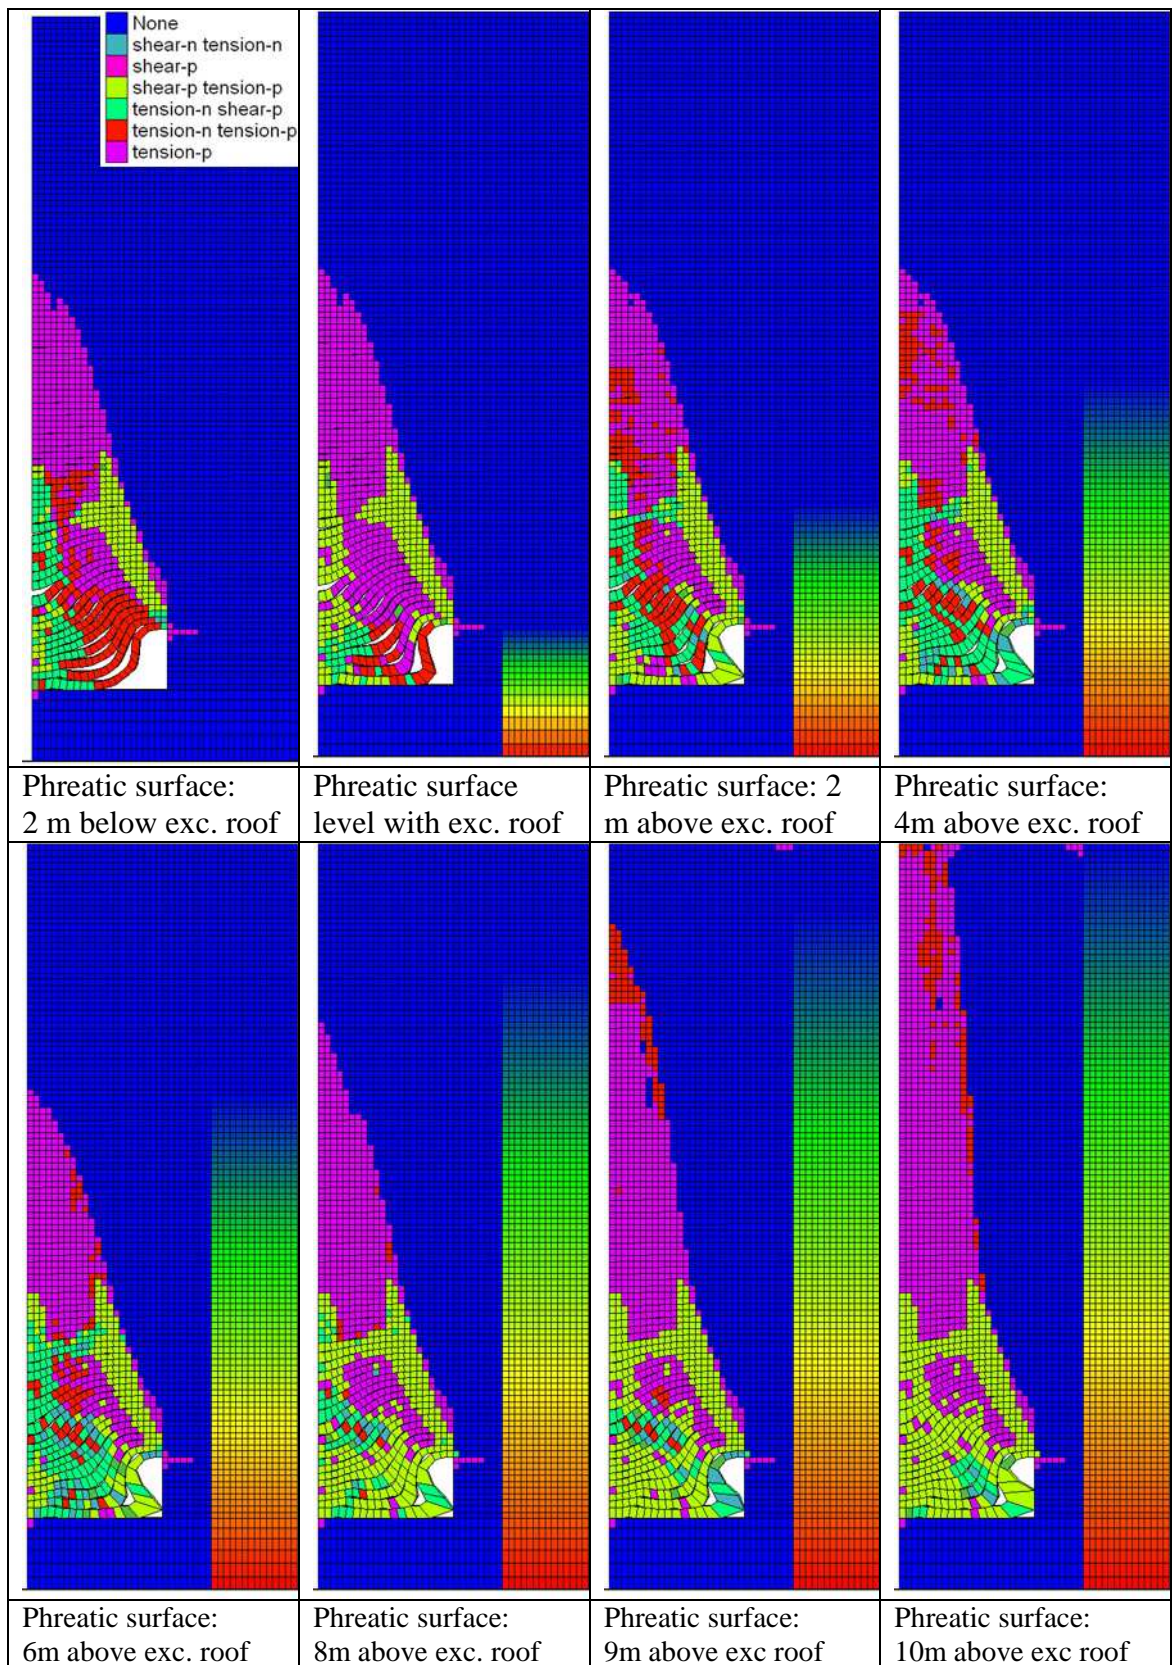 None
shear-n tension-n
shear-p
shear-p tension-p
tension-n shear-p
tension-n tension-p
tension-p
Phreatic surface:
2 m below exc. roof
Phreatic surface
level with exc. roof
Phreatic surface: 2
m above exc. roof
Phreatic surface:
4m above exc. roof
Phreatic surface:
6m above exc. roof
Phreatic surface:
8m above exc. roof
Phreatic surface:
9m above exc roof
Phreatic surface:
10m above exc roof